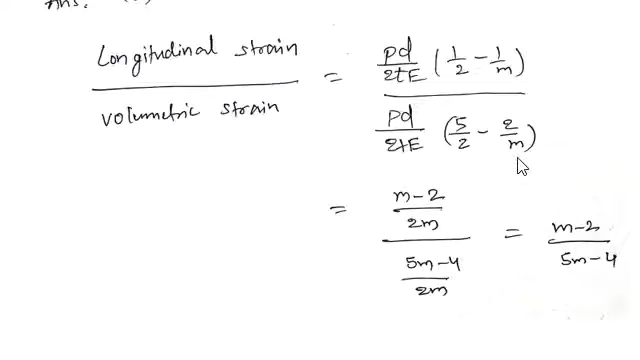 Longitudinal strain / volumetric strain = pd/2tE (1/2 - 1/m) / pd/2tE (5/2 - 2/m)
= m-2/2m / 5m-4/2m = m-2 / 5m-4